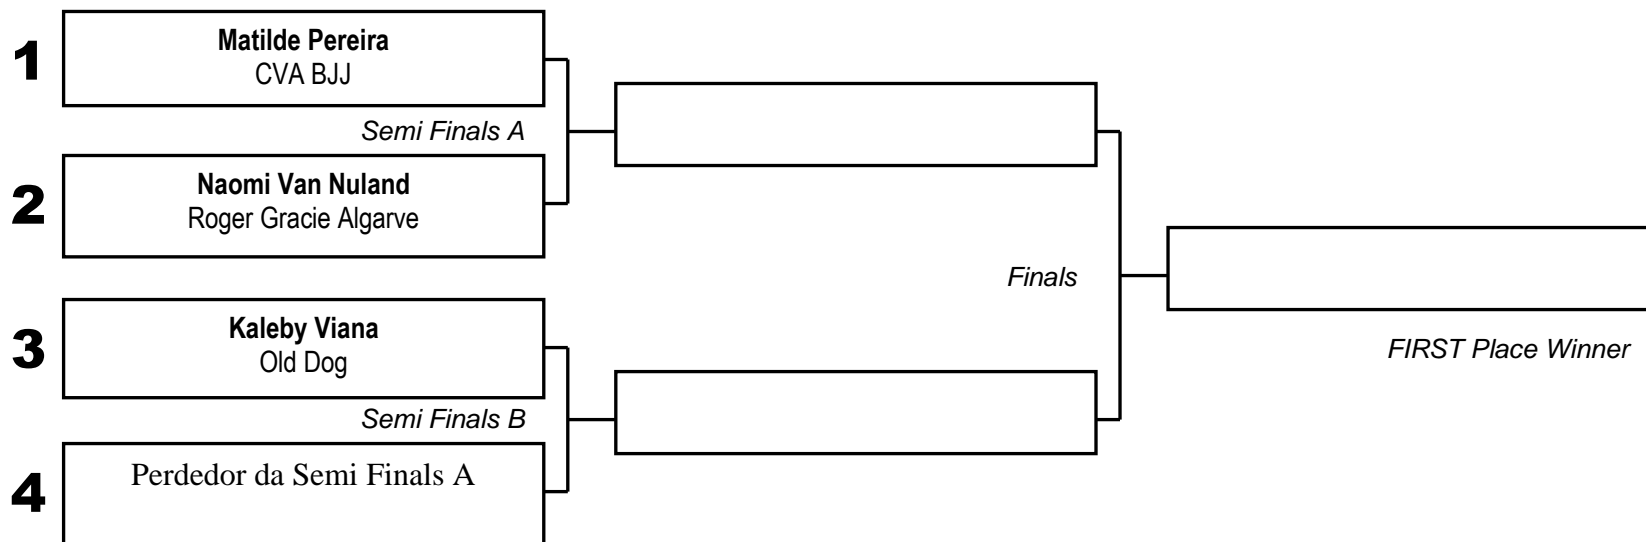 1
Matilde Pereira
CVA BJJ
Semi Finals A
2
Naomi Van Nuland
Roger Gracie Algarve
3
Kaleby Viana
Old Dog
Semi Finals B
4
Perdedor da Semi Finals A
Finals
FIRST Place Winner